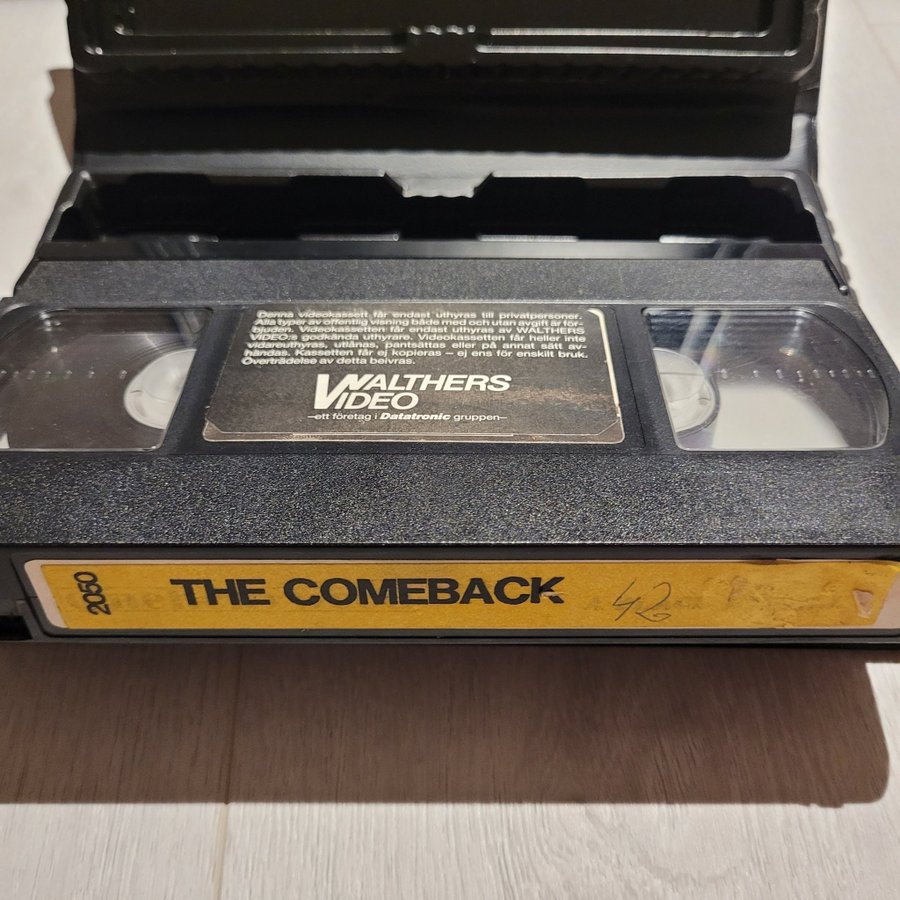 Denna videokassett får endast uthyras till privatpersoner.
Alla typer av offentlig visning både med och utan avgift är för-
bjuden. Videokassetten får endast uthyras av WALTHERS
VIDEO:s godkända uthyrare. Videokassetten får heller inte
vidareuthyras, utlånas, pantsättas eller på annat sätt av-
händas. Kassetten får ej kopieras – ej ens för enskilt bruk.
Överträdelse av detta beivras.
WALTHERS
VIDEO
–ett företag i Datatronic gruppen–
2050
THE COMEBACK
42